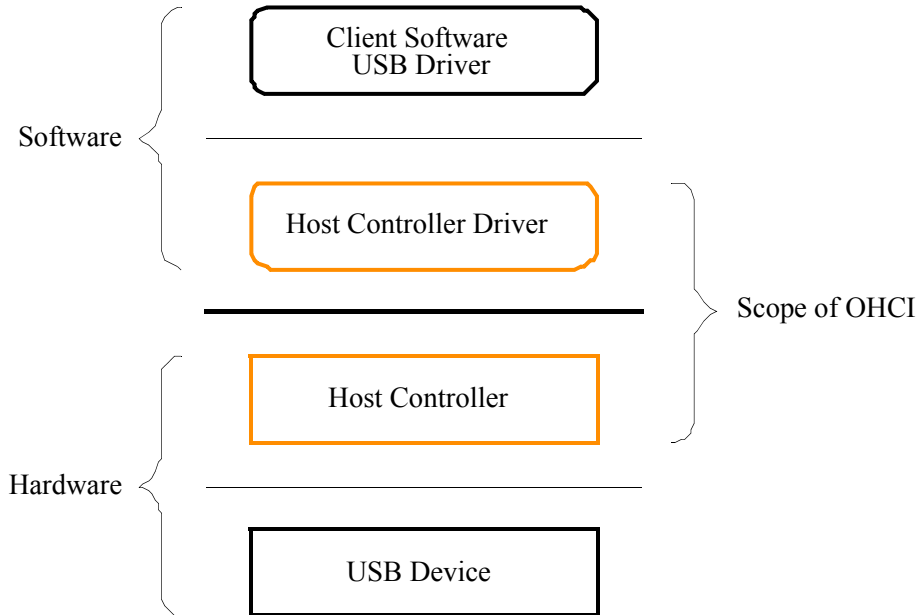 Client Software
USB Driver
Software
Host Controller Driver
Scope of OHCI
Host Controller
Hardware
USB Device